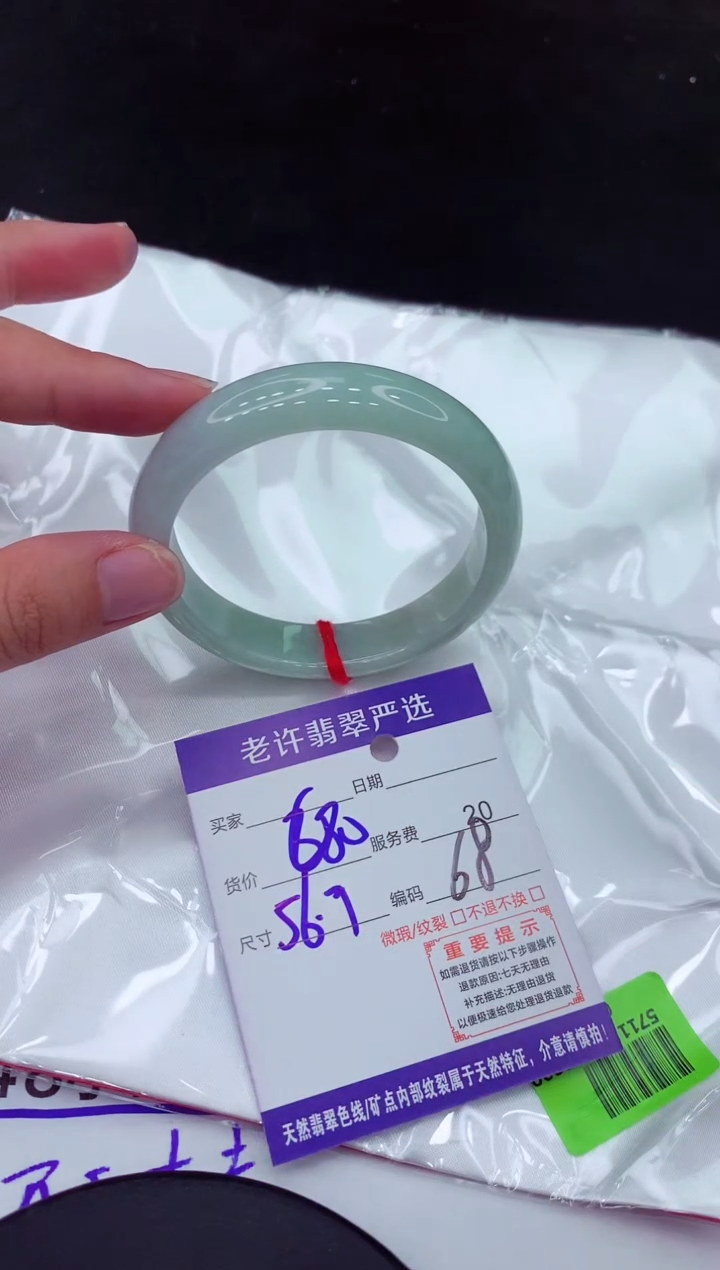 老许翡翠严选
买家 日期
货价 680 服务费 20
尺寸 56.7 编码 68
微瑕/纹裂 □不退不换 □
重要提示
如需退货请按以下步骤操作
退款原因:七天无理由
补充描述:无理由退货
以便极速给您处理退货退款
天然翡翠色线/矿点内部纹裂属于天然特征，介意请慎拍！
5711